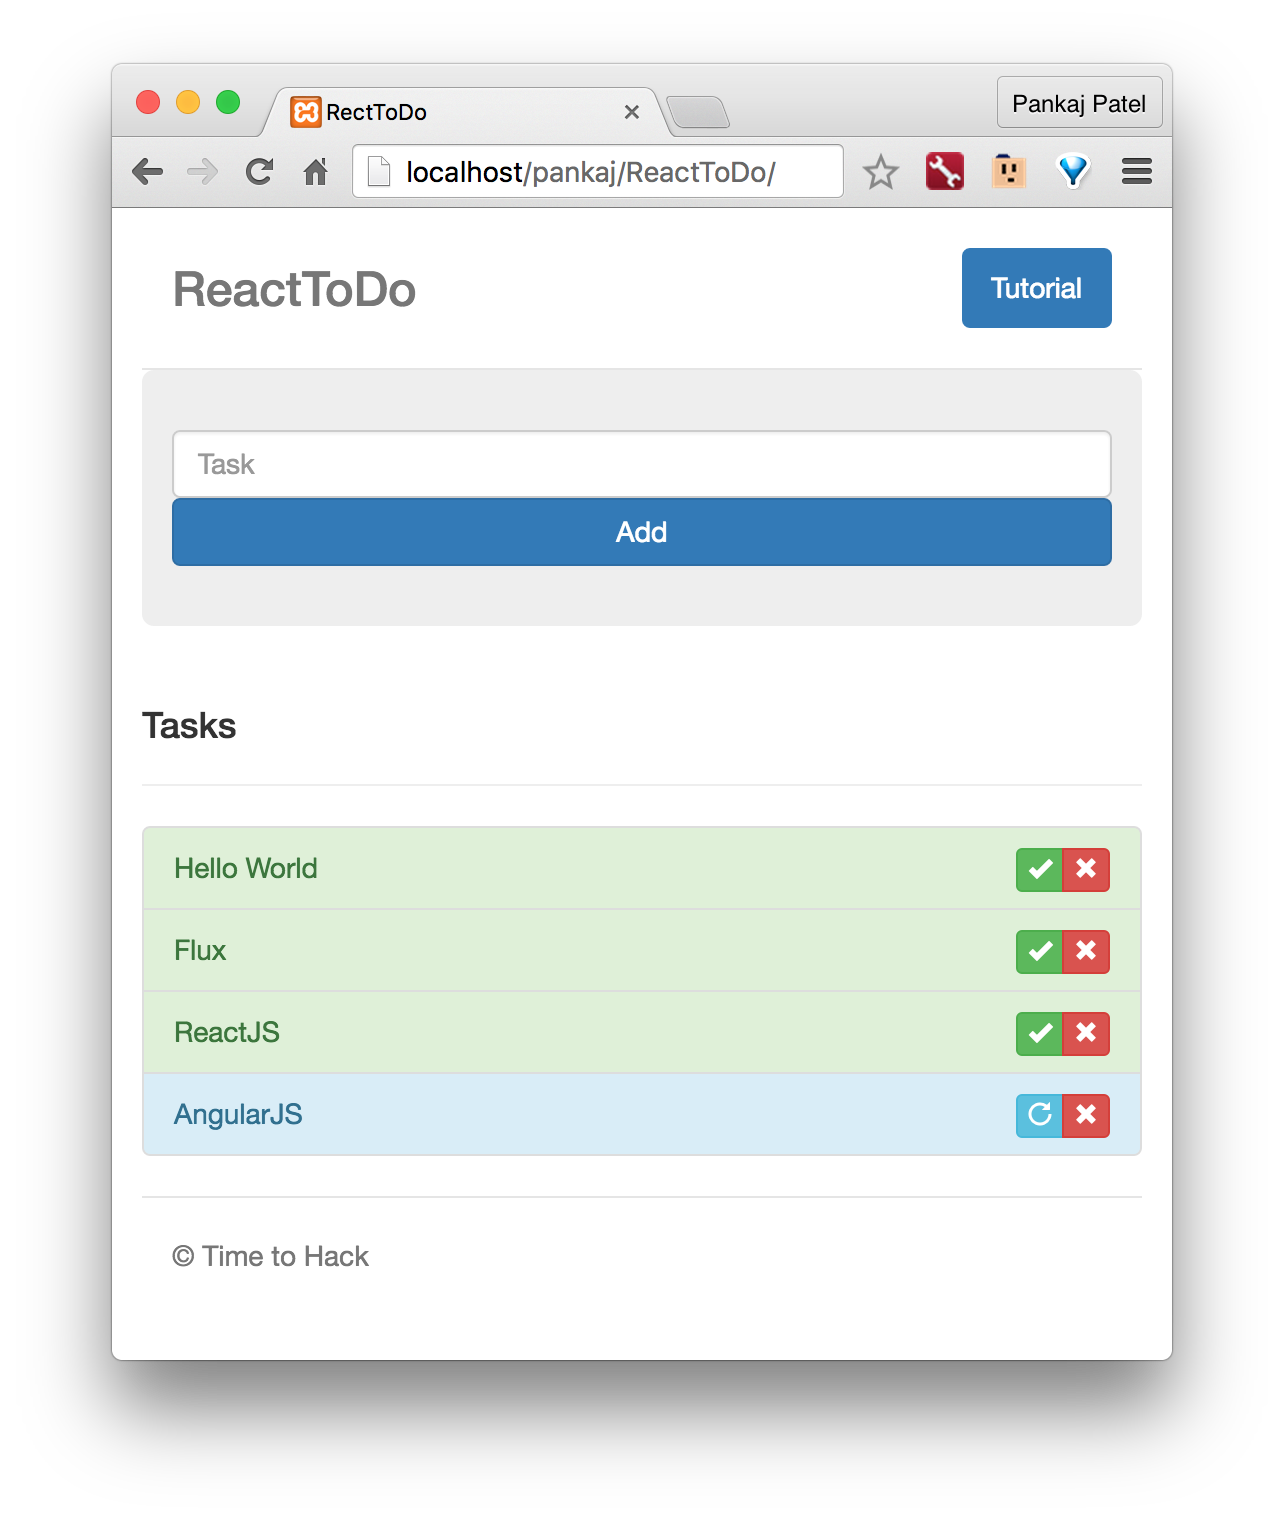 RectToDo
Pankaj Patel
localhost/pankaj/ReactToDo/
ReactToDo
Tutorial
Task
Add
Tasks
Hello World
Flux
ReactJS
AngularJS
© Time to Hack